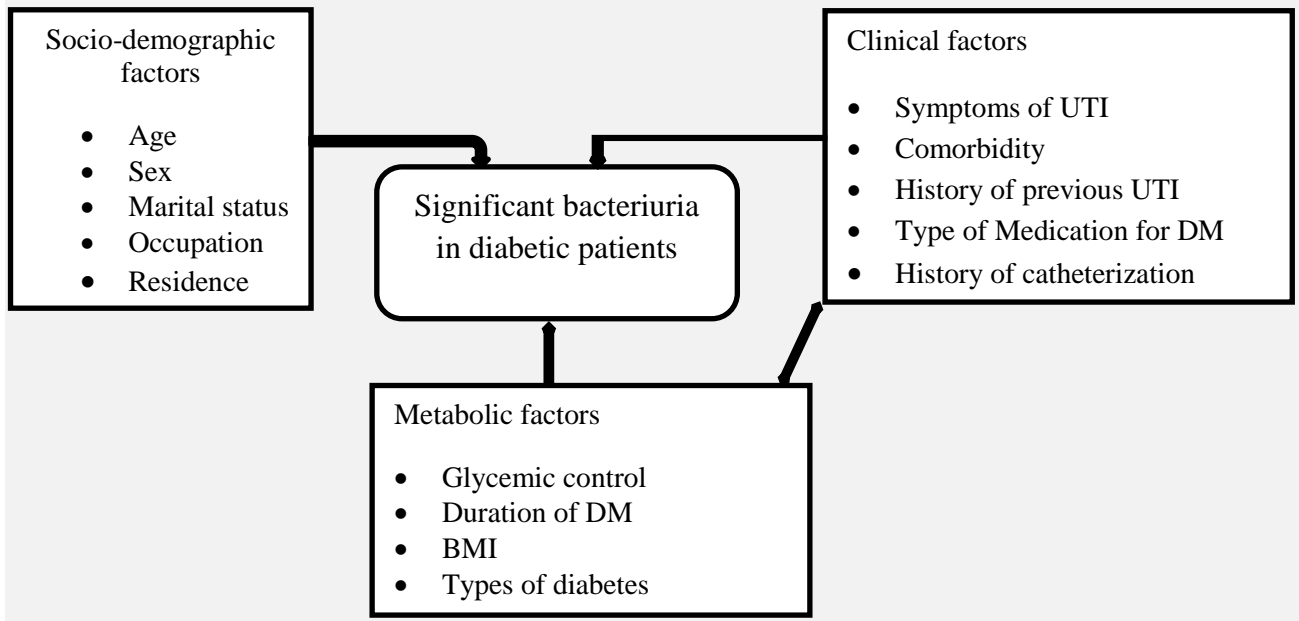 Socio-demographic
factors
• Age
• Sex
• Marital status
• Occupation
• Residence
Significant bacteriuria
in diabetic patients
Clinical factors
• Symptoms of UTI
• Comorbidity
• History of previous UTI
• Type of Medication for DM
• History of catheterization
Metabolic factors
• Glycemic control
• Duration of DM
• BMI
• Types of diabetes